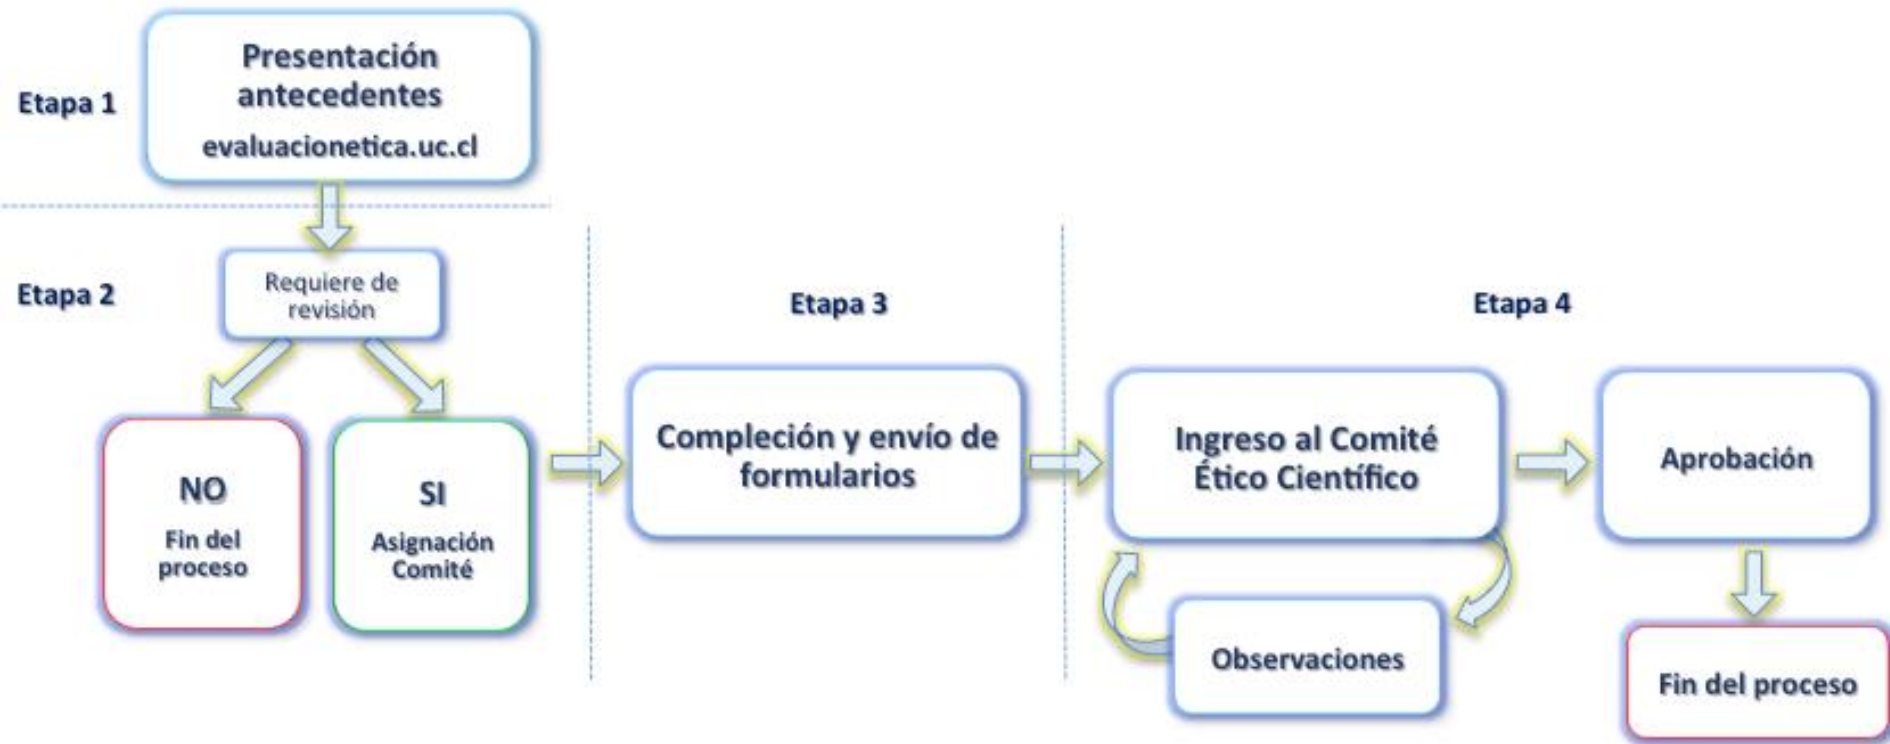 Etapa 1
Presentación
antecedentes
evaluacionetica.uc.cl
Etapa 2
Requiere de
revisión
NO
Fin del
proceso
SI
Asignación
Comité
Etapa 3
Compleción y envío de
formularios
Etapa 4
Ingreso al Comité
Ético Científico
Observaciones
Aprobación
Fin del proceso